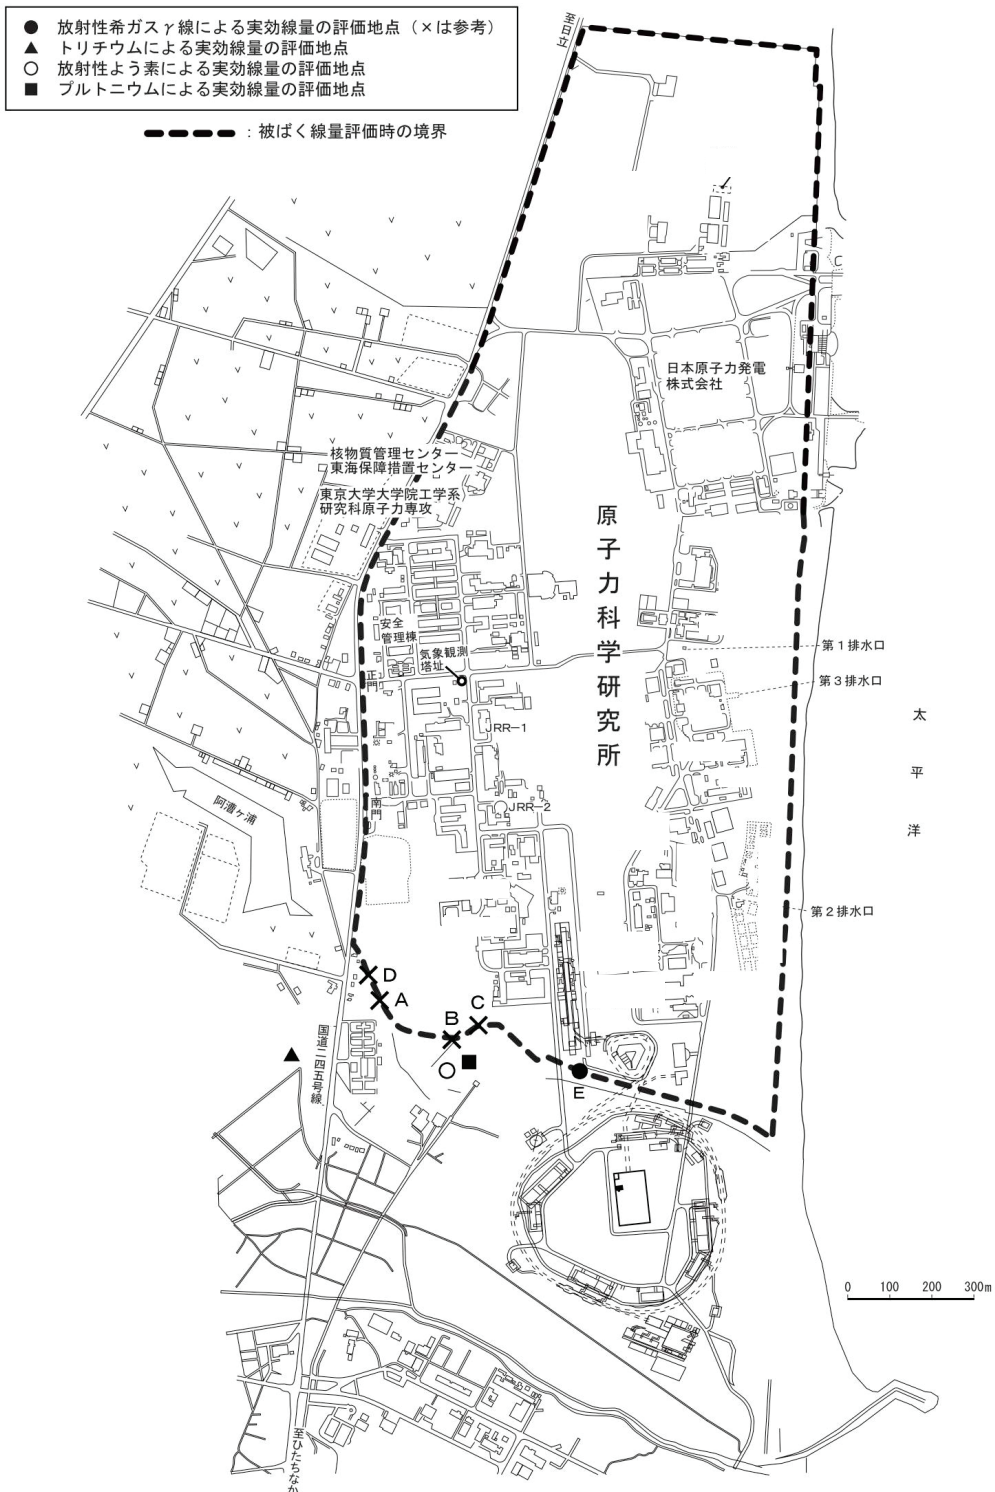 ● 放射性希ガスγ線による実効線量の評価地点（×は参考）
▲ トリチウムによる実効線量の評価地点
○ 放射性よう素による実効線量の評価地点
■ プルトニウムによる実効線量の評価地点
：被ばく線量評価時の境界
至日立
日本原子力発電
株式会社
核物質管理センター
東海保障措置センター
東京大学大学院工学系
研究科原子力専攻
原子力科学研究所
安全
管理棟
気象観測
塔址
正門
第1排水口
第3排水口
JRR-1
太平洋
JRR-2
南門
阿漕ヶ浦
第2排水口
D
A
C
B
E
国道二四五号線
0 100 200 300m
至ひたちなか